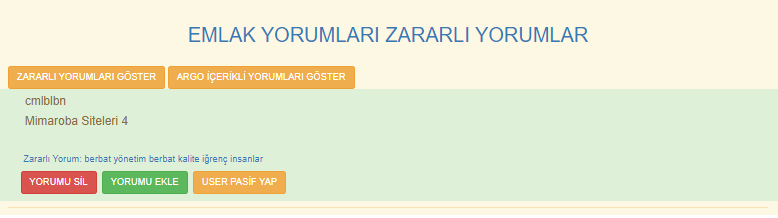 EMLAK YORUMLARI ZARARLI YORUMLAR
ZARARLI YORUMLARI GÖSTER ARGO İÇERİKLİ YORUMLARI GÖSTER
cmlblbn
Mimaroba Siteleri 4
Zararlı Yorum: berbat yönetim berbat kalite iğrenç insanlar
YORUMU SİL YORUMU EKLE USER PASİF YAP